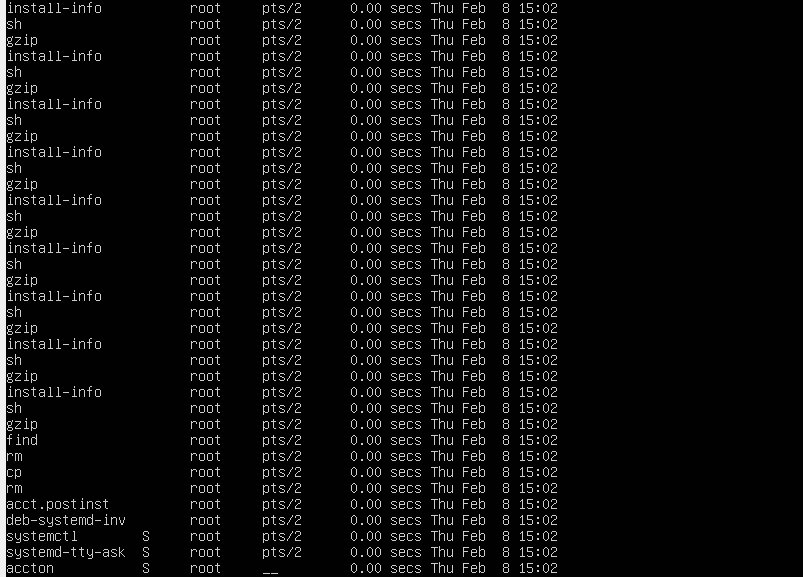 install-info           root     pts/2      0.00 secs Thu Feb  8 15:02
sh                     root     pts/2      0.00 secs Thu Feb  8 15:02
gzip                   root     pts/2      0.00 secs Thu Feb  8 15:02
install-info           root     pts/2      0.00 secs Thu Feb  8 15:02
sh                     root     pts/2      0.00 secs Thu Feb  8 15:02
gzip                   root     pts/2      0.00 secs Thu Feb  8 15:02
install-info           root     pts/2      0.00 secs Thu Feb  8 15:02
sh                     root     pts/2      0.00 secs Thu Feb  8 15:02
gzip                   root     pts/2      0.00 secs Thu Feb  8 15:02
install-info           root     pts/2      0.00 secs Thu Feb  8 15:02
sh                     root     pts/2      0.00 secs Thu Feb  8 15:02
gzip                   root     pts/2      0.00 secs Thu Feb  8 15:02
install-info           root     pts/2      0.00 secs Thu Feb  8 15:02
sh                     root     pts/2      0.00 secs Thu Feb  8 15:02
gzip                   root     pts/2      0.00 secs Thu Feb  8 15:02
install-info           root     pts/2      0.00 secs Thu Feb  8 15:02
sh                     root     pts/2      0.00 secs Thu Feb  8 15:02
gzip                   root     pts/2      0.00 secs Thu Feb  8 15:02
install-info           root     pts/2      0.00 secs Thu Feb  8 15:02
sh                     root     pts/2      0.00 secs Thu Feb  8 15:02
gzip                   root     pts/2      0.00 secs Thu Feb  8 15:02
install-info           root     pts/2      0.00 secs Thu Feb  8 15:02
sh                     root     pts/2      0.00 secs Thu Feb  8 15:02
gzip                   root     pts/2      0.00 secs Thu Feb  8 15:02
install-info           root     pts/2      0.00 secs Thu Feb  8 15:02
sh                     root     pts/2      0.00 secs Thu Feb  8 15:02
gzip                   root     pts/2      0.00 secs Thu Feb  8 15:02
find                   root     pts/2      0.00 secs Thu Feb  8 15:02
rm                     root     pts/2      0.00 secs Thu Feb  8 15:02
cp                     root     pts/2      0.00 secs Thu Feb  8 15:02
rm                     root     pts/2      0.00 secs Thu Feb  8 15:02
acct.postinst          root     pts/2      0.00 secs Thu Feb  8 15:02
deb-systemd-inv        root     pts/2      0.00 secs Thu Feb  8 15:02
systemctl        S     root     pts/2      0.00 secs Thu Feb  8 15:02
systemd-tty-ask  S     root     pts/2      0.00 secs Thu Feb  8 15:02
accton           S     root     __         0.00 secs Thu Feb  8 15:02